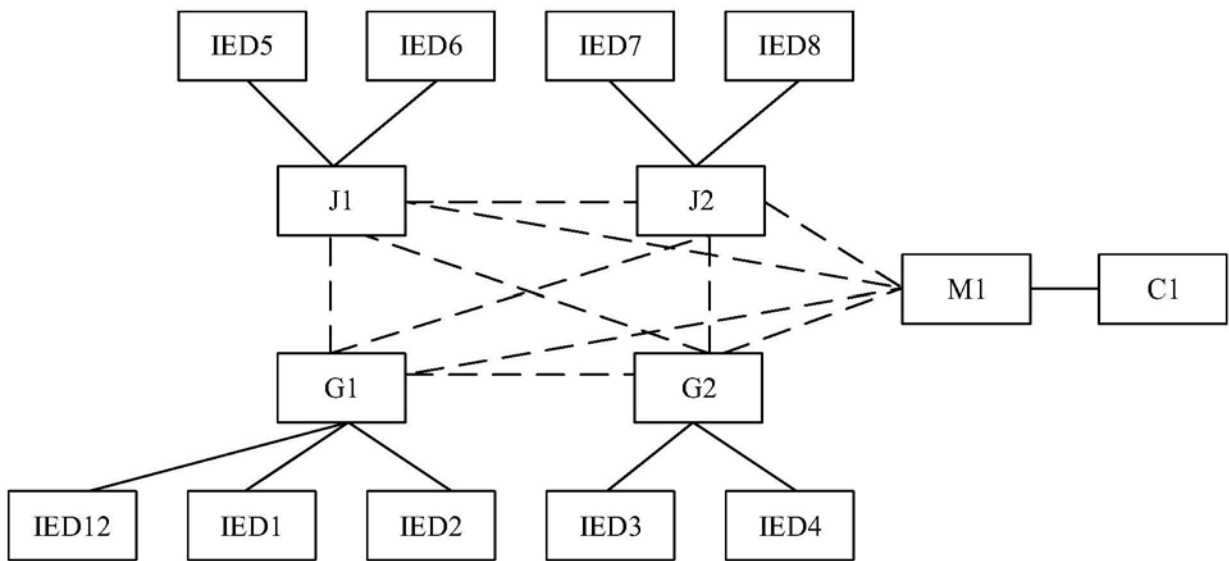 IED5 IED6 IED7 IED8
J1 J2
M1 C1
G1 G2
IED12 IED1 IED2 IED3 IED4